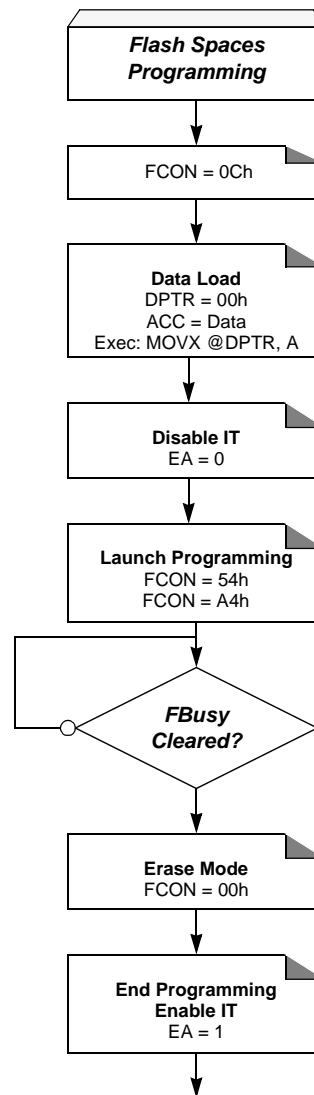 Flash Spaces
Programming
FCON = 0Ch
Data Load
DPTR = 00h
ACC = Data
Exec: MOVX @DPTR, A
Disable IT
EA = 0
Launch Programming
FCON = 54h
FCON = A4h
FBusy
Cleared?
Erase Mode
FCON = 00h
End Programming
Enable IT
EA = 1